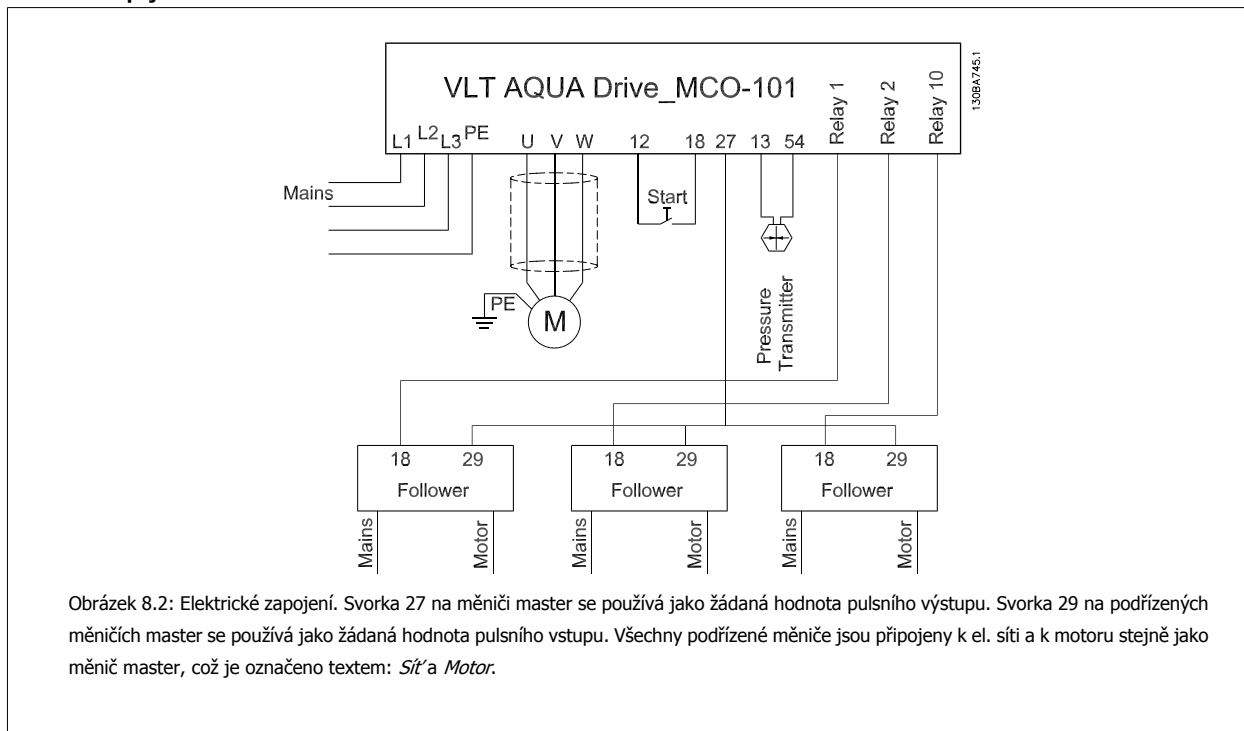 VLT AQUA Drive_MCO-101
Relay 1
Relay 2
Relay 10
130BA745.1
L1 L2 L3 PE U V W 12 18 27 13 54
Mains
Start
PE
M
Pressure
Transmitter
18 29
Follower
Mains
Motor
18 29
Follower
Mains
Motor
18 29
Follower
Mains
Motor
Obrázek 8.2: Elektrické zapojení. Svorka 27 na měniči master se používá jako žádaná hodnota pulsního výstupu. Svorka 29 na podřízených
měničích master se používá jako žádaná hodnota pulsního vstupu. Všechny podřízené měniče jsou připojeny k el. síti a k motoru stejně jako
měnič master, což je označeno textem: Síť a Motor.